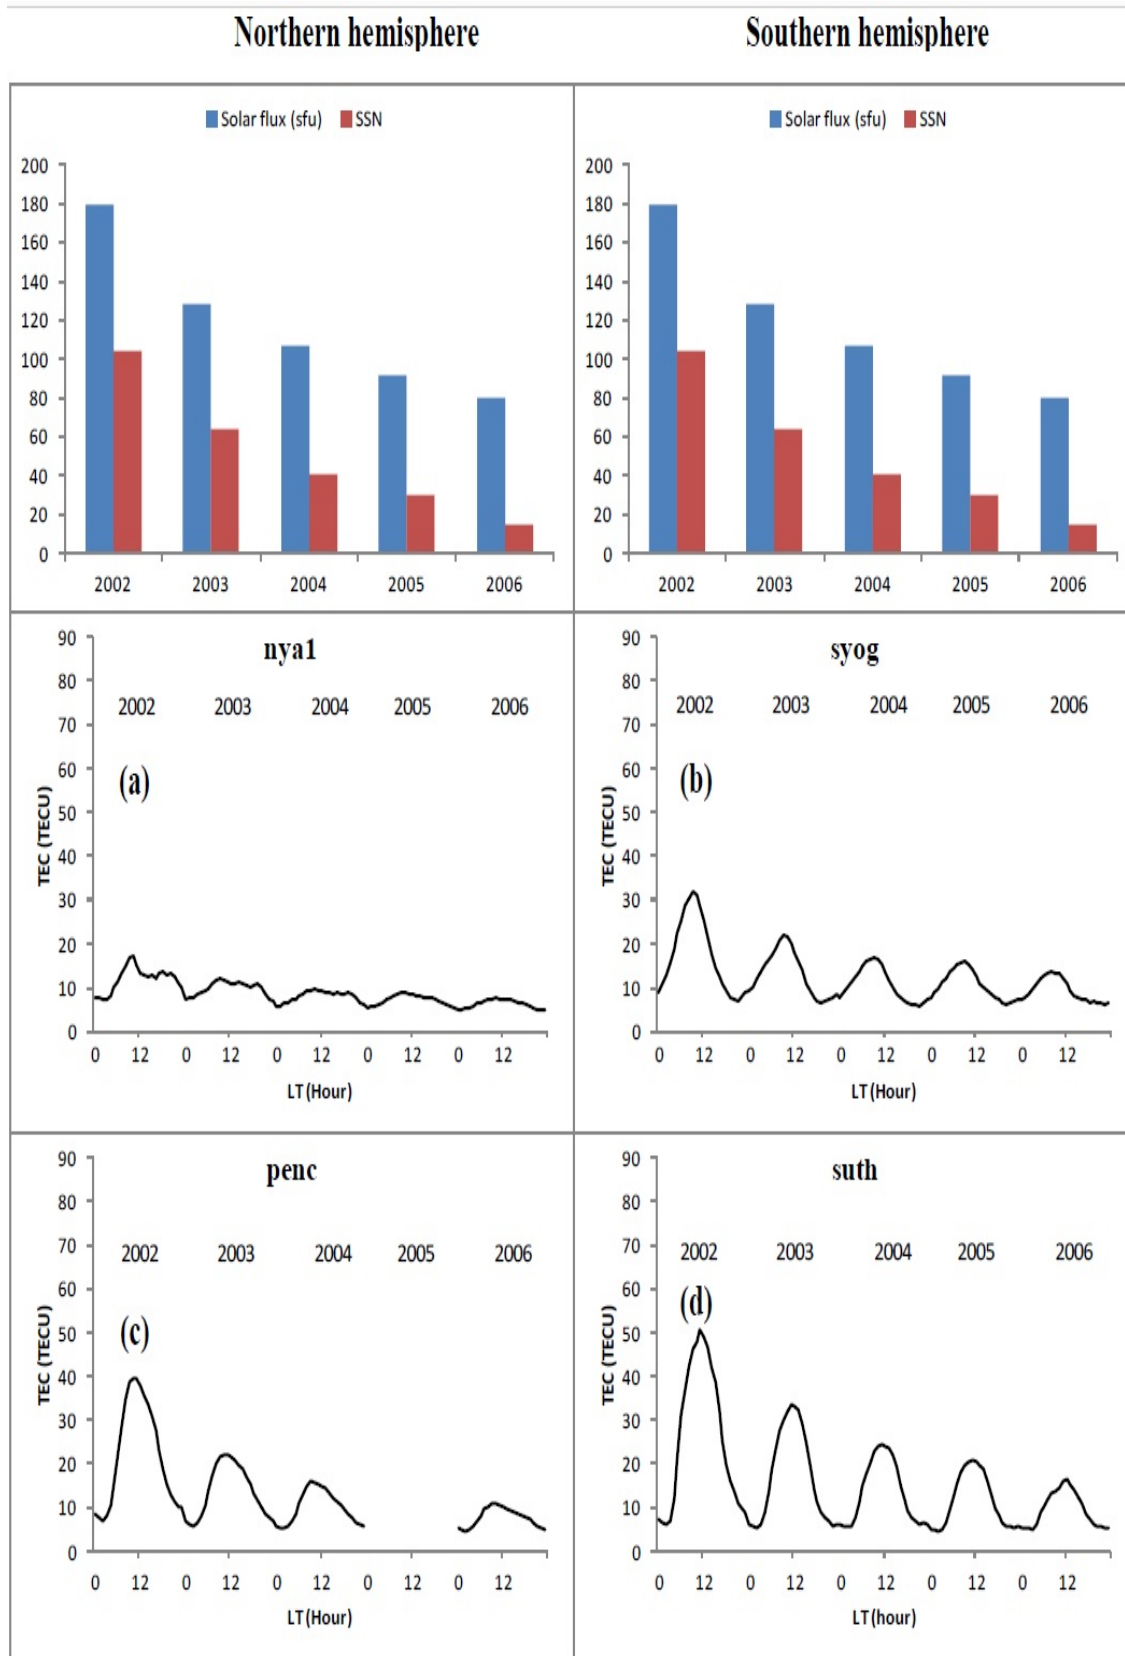 Northern hemisphere Southern hemisphere
Solar flux (sfu) SSN
200
180
160
140
120
100
80
60
40
20
0
2002 2003 2004 2005 2006
Solar flux (sfu) SSN
200
180
160
140
120
100
80
60
40
20
0
2002 2003 2004 2005 2006
nya1
2002 2003 2004 2005 2006
(a)
TEC (TECU)
90
80
70
60
50
40
30
20
10
0
0 12 0 12 0 12 0 12 0 12
LT (Hour)
syog
2002 2003 2004 2005 2006
(b)
TEC (TECU)
90
80
70
60
50
40
30
20
10
0
0 12 0 12 0 12 0 12 0 12
LT (Hour)
penc
2002 2003 2004 2005 2006
(c)
TEC (TECU)
90
80
70
60
50
40
30
20
10
0
0 12 0 12 0 12 0 12 0 12
LT (Hour)
suth
2002 2003 2004 2005 2006
(d)
TEC (TECU)
90
80
70
60
50
40
30
20
10
0
0 12 0 12 0 12 0 12 0 12
LT (hour)